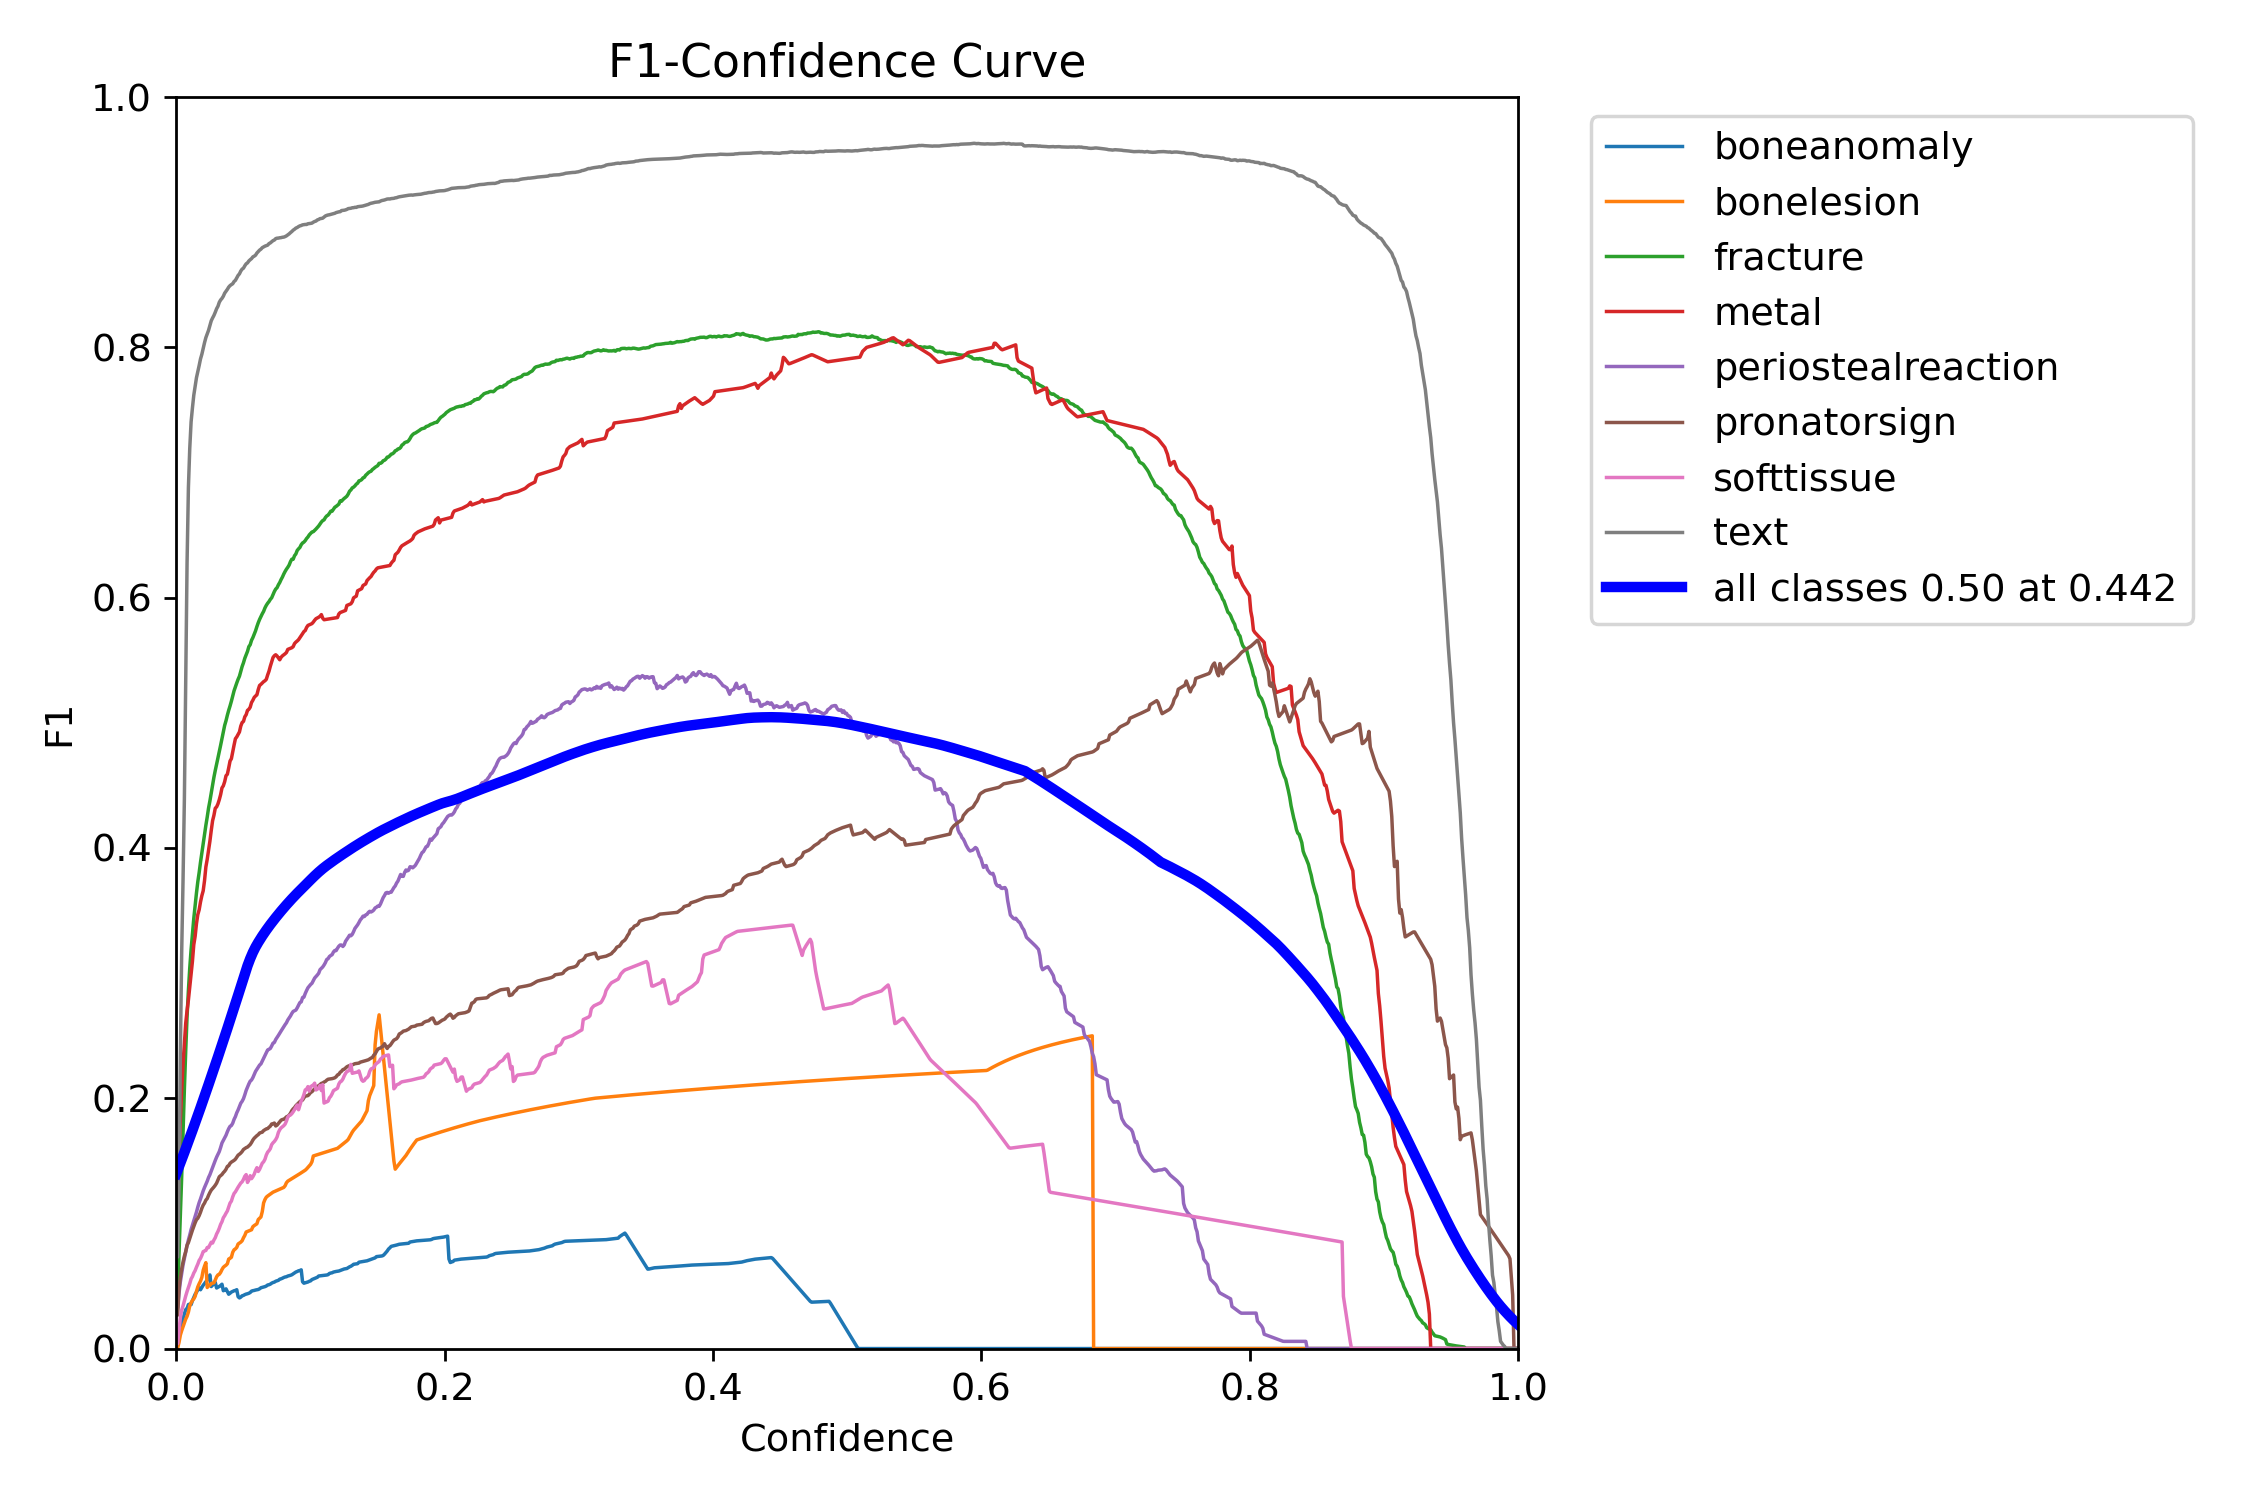 F1-Confidence Curve
1.0
0.8
0.6
0.4
0.2
0.0
F1
0.0 0.2 0.4 0.6 0.8 1.0
Confidence
boneanomaly
bonelesion
fracture
metal
periostealreaction
pronatorsign
softtissue
text
all classes 0.50 at 0.442